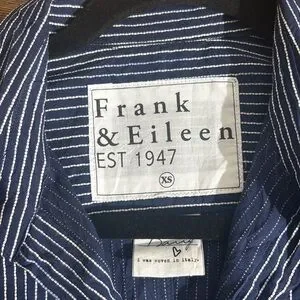 Frank
& Eileen
EST 1947
XS
Barry
i was woven in italy.